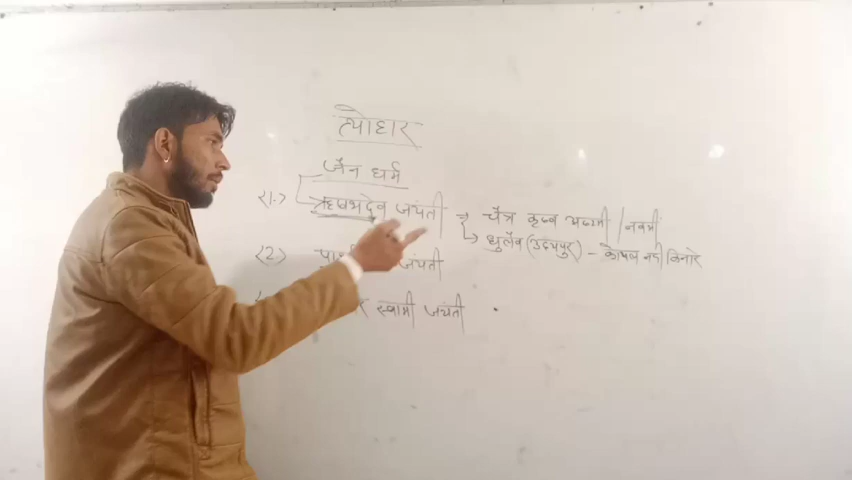 त्योहार
जैन धर्म
(1.) ऋषभदेव जयंती → चैत्र कृष्ण अष्टमी / नवमी
→ धुलैव (उदयपुर) - कोयल नदी किनारे
(2) जयंती
स्वामी जयंती